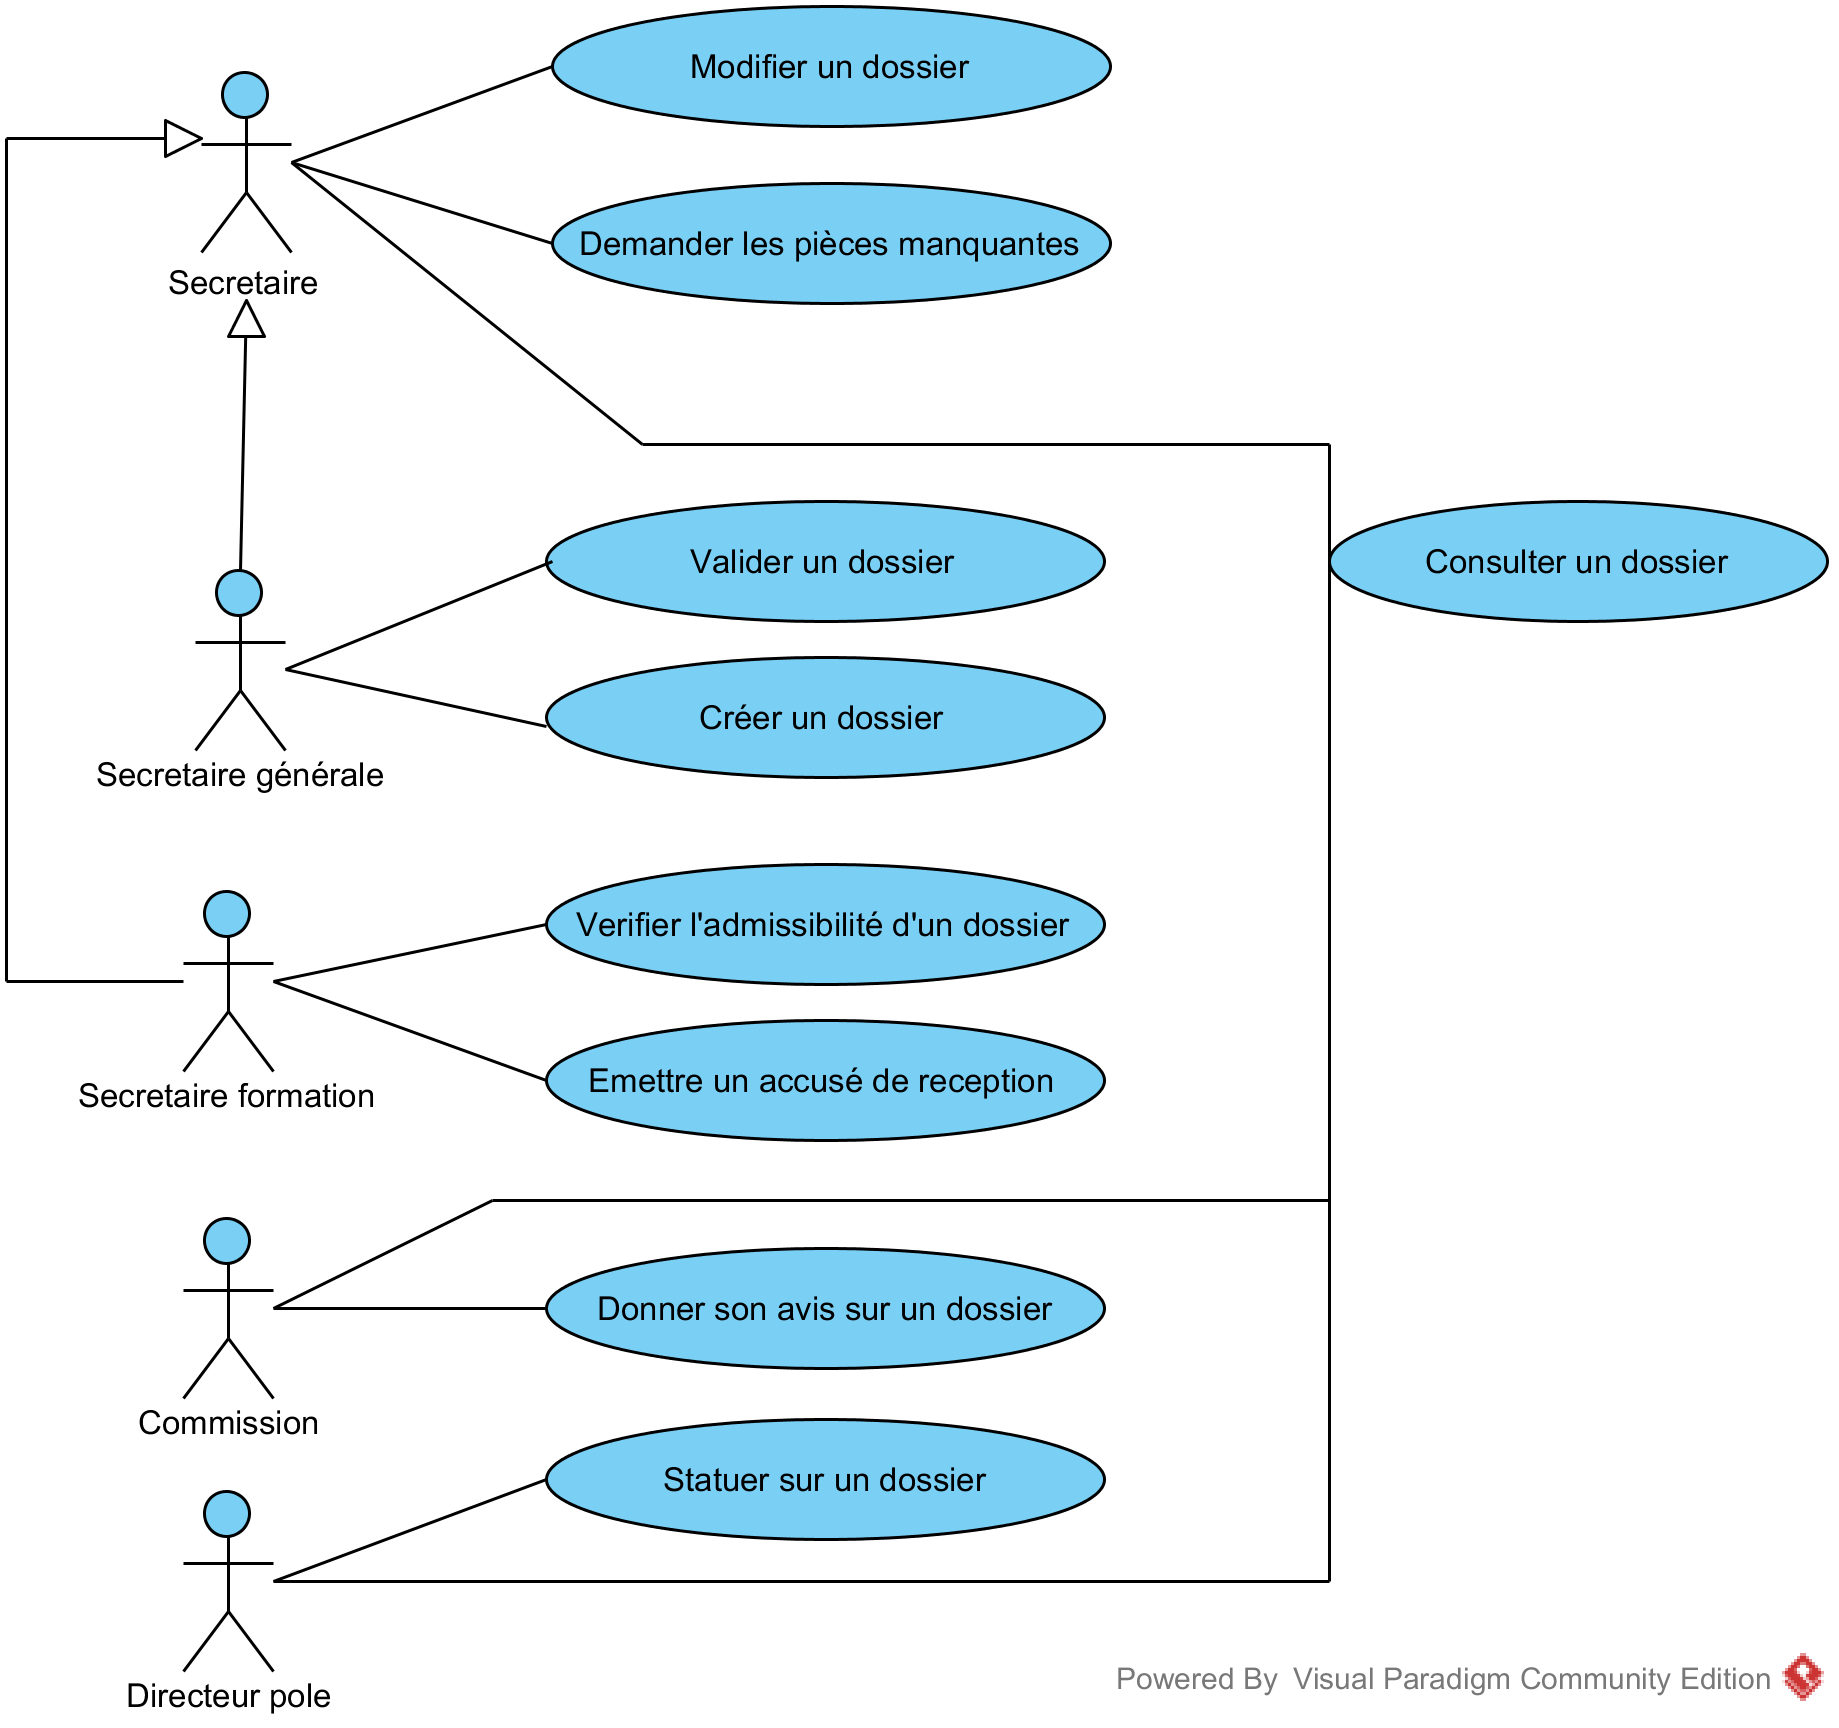 Modifier un dossier
Demander les pièces manquantes
Secretaire
Valider un dossier
Consulter un dossier
Créer un dossier
Secretaire générale
Verifier l'admissibilité d'un dossier
Emettre un accusé de reception
Secretaire formation
Donner son avis sur un dossier
Commission
Statuer sur un dossier
Directeur pole
Powered By Visual Paradigm Community Edition